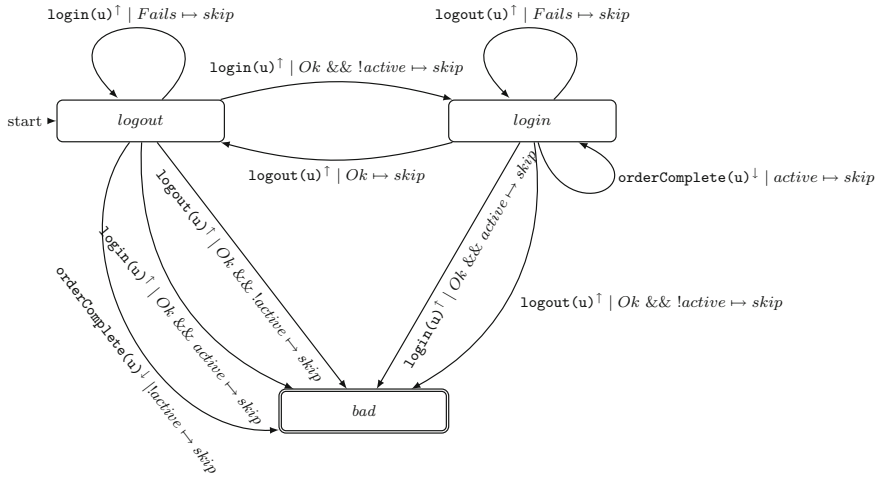 login(u)↑ | Fails ↦ skip
logout(u)↑ | Fails ↦ skip
login(u)↑ | Ok && !active ↦ skip
start
logout
login
logout(u)↑ | Ok ↦ skip
orderComplete(u)↓ | active ↦ skip
logout(u)↑ | Ok && !active ↦ skip
login(u)↑ | Ok && active ↦ skip
orderComplete(u)↓ |!active ↦ skip
login(u)↑ | Ok && active ↦ skip
logout(u)↑ | Ok && !active ↦ skip
bad